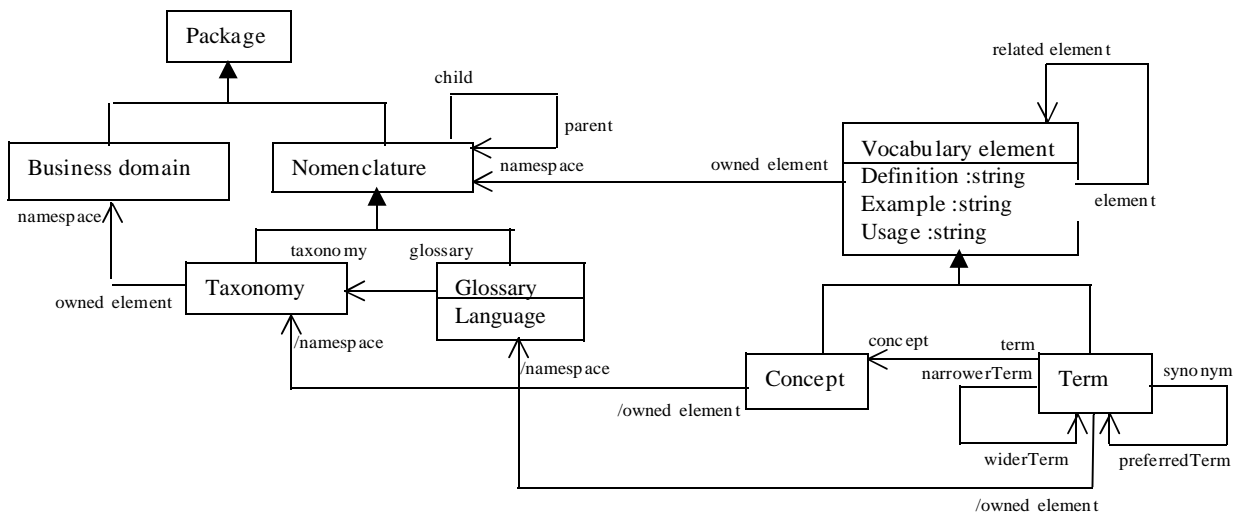 Package
related element
child
parent
Business domain
Nomenclature
namespace
owned element
Vocabulary element
Definition :string
Example :string
Usage :string
element
namespace
taxonomy
glossary
owned element
Taxonomy
Glossary
Language
/namespace
/namespace
concept
term
Concept
narrowerTerm
Term
synonym
/owned element
widerTerm
preferredTerm
/owned element